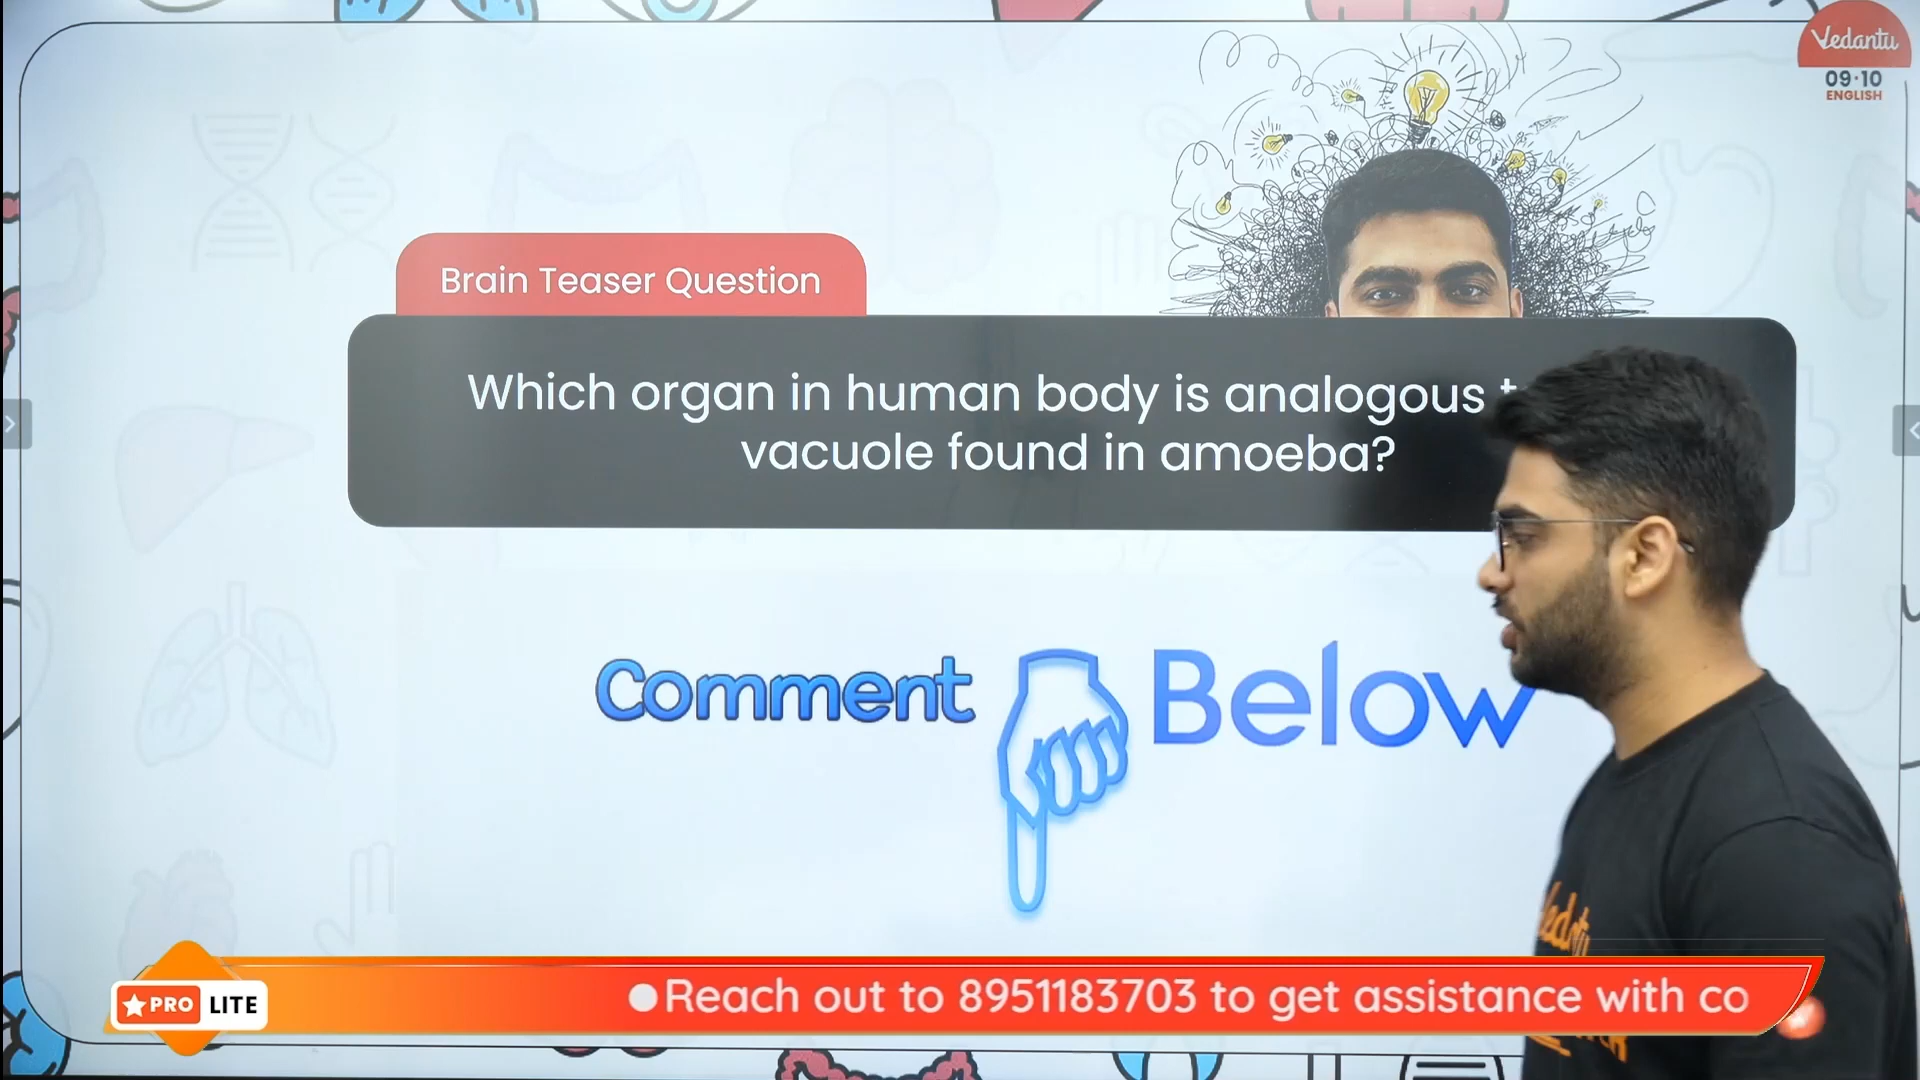 Vedantu
09·10
ENGLISH
Brain Teaser Question
Which organ in human body is analogous
vacuole found in amoeba?
Comment Below
PRO LITE
Reach out to 8951183703 to get assistance with co